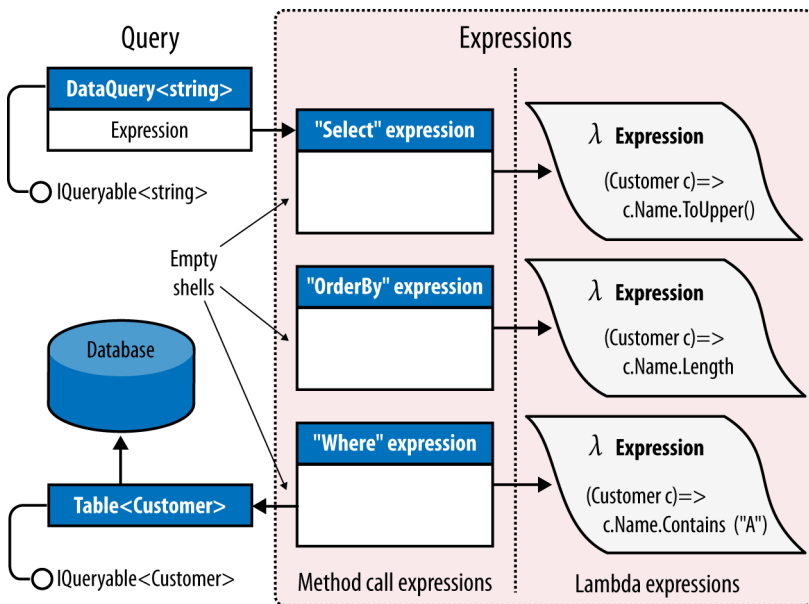 Query
Expressions
DataQuery<string>
Expression
IQueryable<string>
"Select" expression
λ Expression
(Customer c)=>
c.Name.ToUpper()
Empty
shells
"OrderBy" expression
λ Expression
(Customer c)=>
c.Name.Length
Database
"Where" expression
λ Expression
(Customer c)=>
c.Name.Contains ("A")
Table<Customer>
IQueryable<Customer>
Method call expressions
Lambda expressions